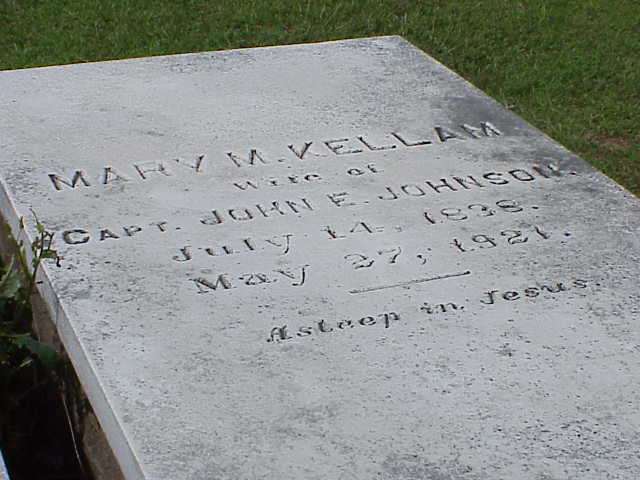 MARY M. KELLAM
Wife of
CAPT. JOHN E. JOHNSON.
July 14, 1838.
May 27, 1921.
Asleep in Jesus.